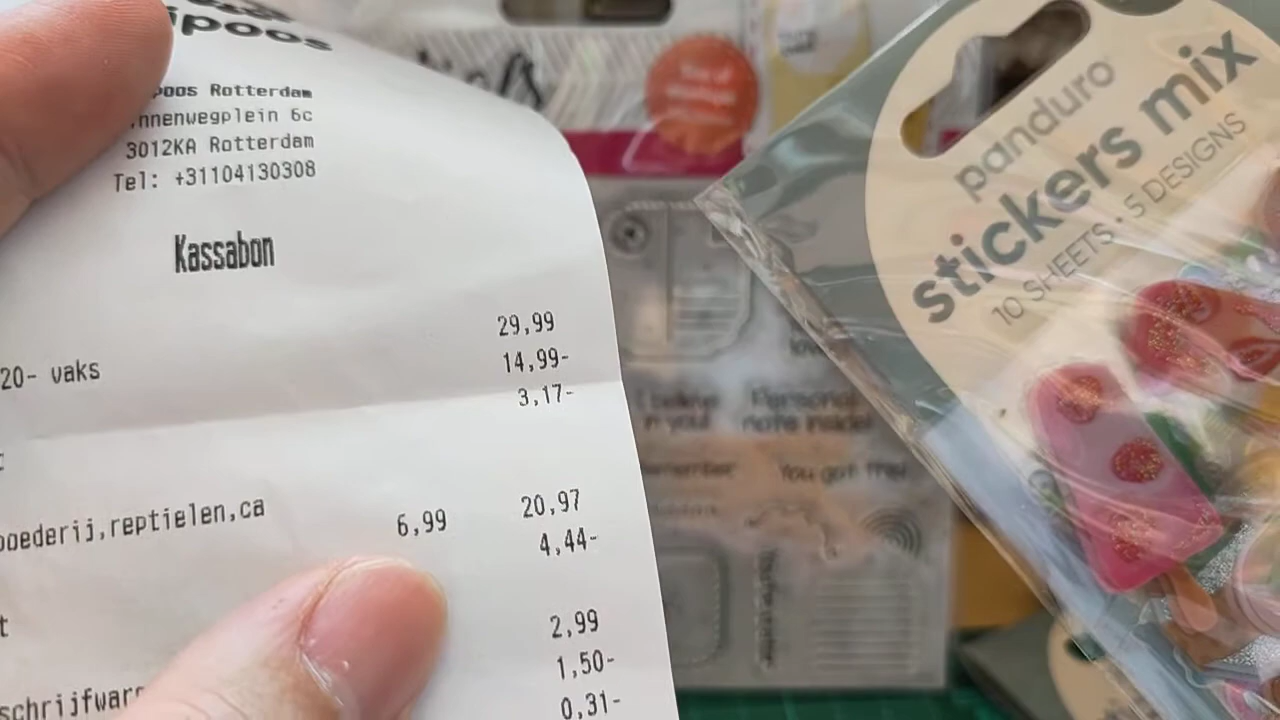 ipoos
poos Rotterdam
nnenwegplein 6c
3012KA Rotterdam
Tel: +31104130308
Kassabon
29,99
20- vaks 14,99-
3,17-
t
oederij,reptielen,ca 6,99 20,97
4,44-
t 2,99
1,50-
schrijfwar 0,31-
panduro
stickers mix
10 SHEETS · 5 DESIGNS
I believe
in you!
Personal
note inside!
remember
You got this!